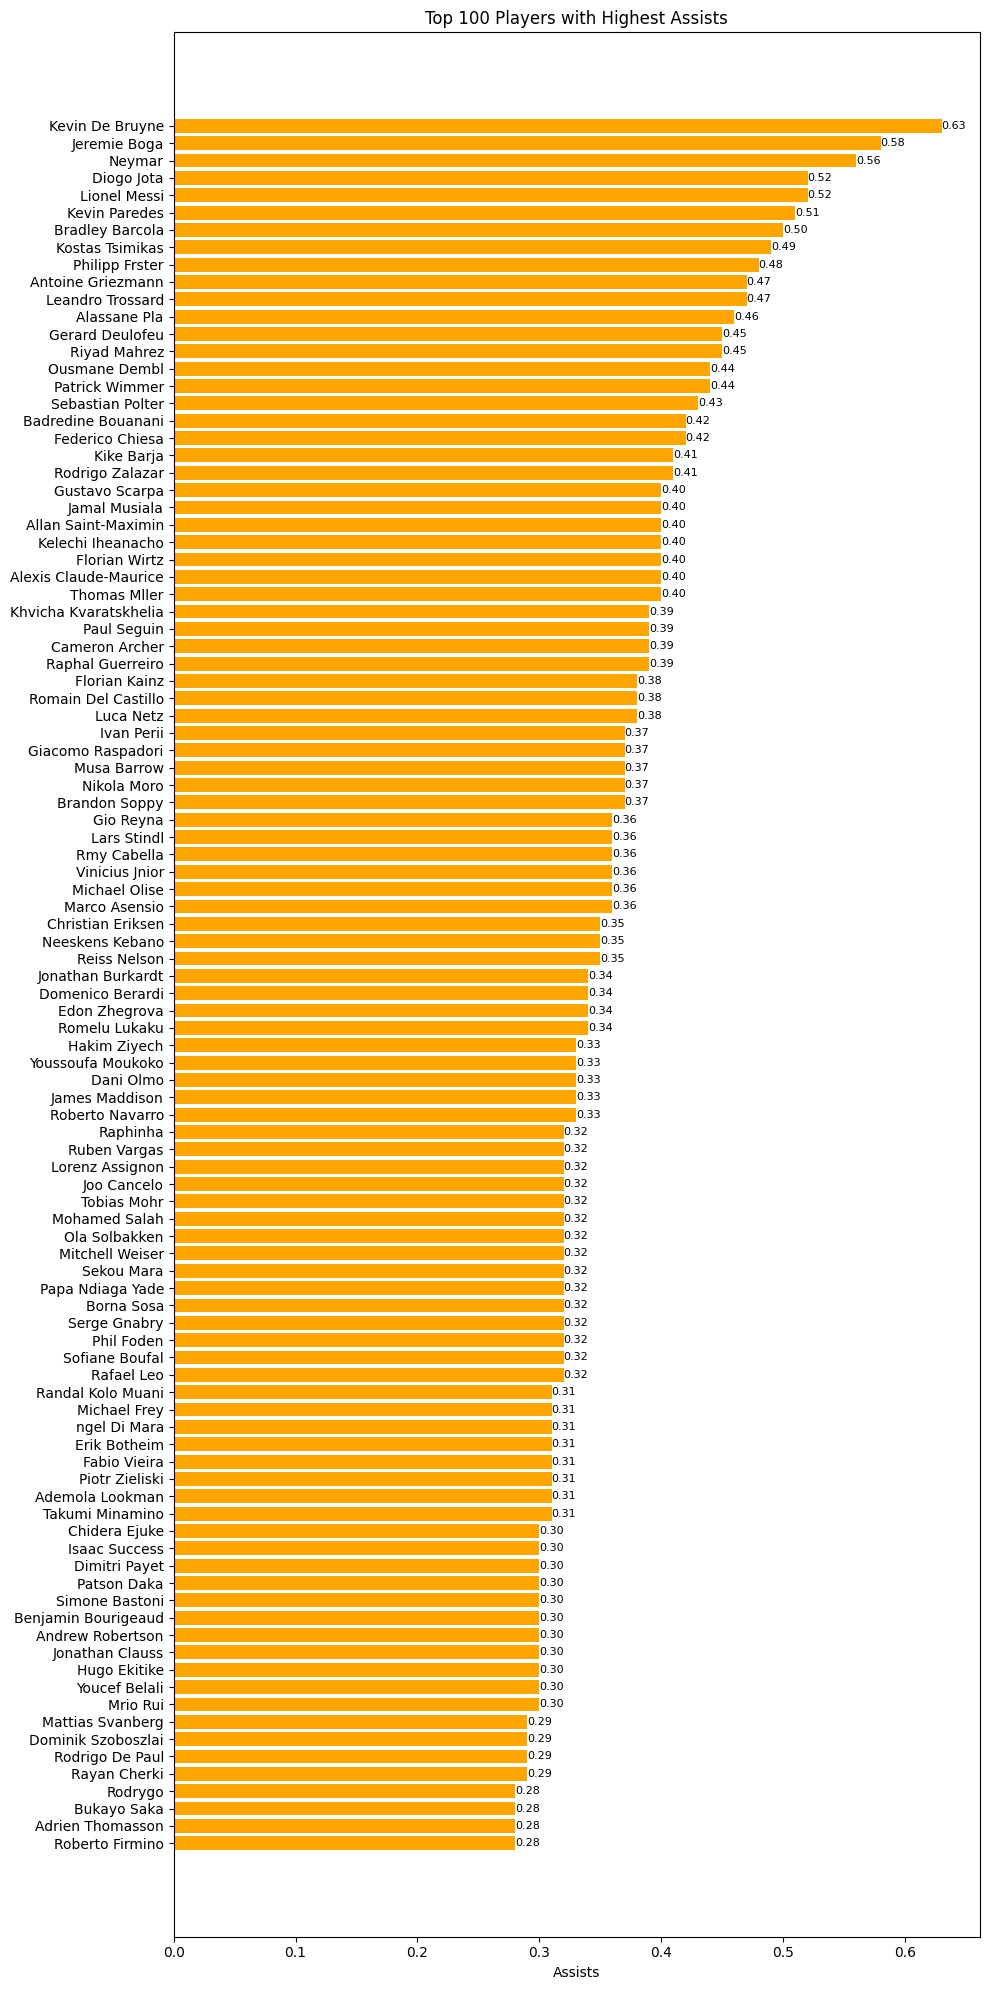 Top 100 Players with Highest Assists
Kevin De Bruyne 0.63
Jeremie Boga 0.58
Neymar 0.56
Diogo Jota 0.52
Lionel Messi 0.52
Kevin Paredes 0.51
Bradley Barcola 0.50
Kostas Tsimikas 0.49
Philipp Frster 0.48
Antoine Griezmann 0.47
Leandro Trossard 0.47
Alassane Pla 0.46
Gerard Deulofeu 0.45
Riyad Mahrez 0.45
Ousmane Dembl 0.44
Patrick Wimmer 0.44
Sebastian Polter 0.43
Badredine Bouanani 0.42
Federico Chiesa 0.42
Kike Barja 0.41
Rodrigo Zalazar 0.41
Gustavo Scarpa 0.40
Jamal Musiala 0.40
Allan Saint-Maximin 0.40
Kelechi Iheanacho 0.40
Florian Wirtz 0.40
Alexis Claude-Maurice 0.40
Thomas Mller 0.40
Khvicha Kvaratskhelia 0.39
Paul Seguin 0.39
Cameron Archer 0.39
Raphal Guerreiro 0.39
Florian Kainz 0.38
Romain Del Castillo 0.38
Luca Netz 0.38
Ivan Perii 0.37
Giacomo Raspadori 0.37
Musa Barrow 0.37
Nikola Moro 0.37
Brandon Soppy 0.37
Gio Reyna 0.36
Lars Stindl 0.36
Rmy Cabella 0.36
Vinicius Jnior 0.36
Michael Olise 0.36
Marco Asensio 0.36
Christian Eriksen 0.35
Neeskens Kebano 0.35
Reiss Nelson 0.35
Jonathan Burkardt 0.34
Domenico Berardi 0.34
Edon Zhegrova 0.34
Romelu Lukaku 0.34
Hakim Ziyech 0.33
Youssoufa Moukoko 0.33
Dani Olmo 0.33
James Maddison 0.33
Roberto Navarro 0.33
Raphinha 0.32
Ruben Vargas 0.32
Lorenz Assignon 0.32
Joo Cancelo 0.32
Tobias Mohr 0.32
Mohamed Salah 0.32
Ola Solbakken 0.32
Mitchell Weiser 0.32
Sekou Mara 0.32
Papa Ndiaga Yade 0.32
Borna Sosa 0.32
Serge Gnabry 0.32
Phil Foden 0.32
Sofiane Boufal 0.32
Rafael Leo 0.32
Randal Kolo Muani 0.31
Michael Frey 0.31
ngel Di Mara 0.31
Erik Botheim 0.31
Fabio Vieira 0.31
Piotr Zieliski 0.31
Ademola Lookman 0.31
Takumi Minamino 0.31
Chidera Ejuke 0.30
Isaac Success 0.30
Dimitri Payet 0.30
Patson Daka 0.30
Simone Bastoni 0.30
Benjamin Bourigeaud 0.30
Andrew Robertson 0.30
Jonathan Clauss 0.30
Hugo Ekitike 0.30
Youcef Belali 0.30
Mrio Rui 0.30
Mattias Svanberg 0.29
Dominik Szoboszlai 0.29
Rodrigo De Paul 0.29
Rayan Cherki 0.29
Rodrygo 0.28
Bukayo Saka 0.28
Adrien Thomasson 0.28
Roberto Firmino 0.28
0.0 0.1 0.2 0.3 0.4 0.5 0.6
Assists